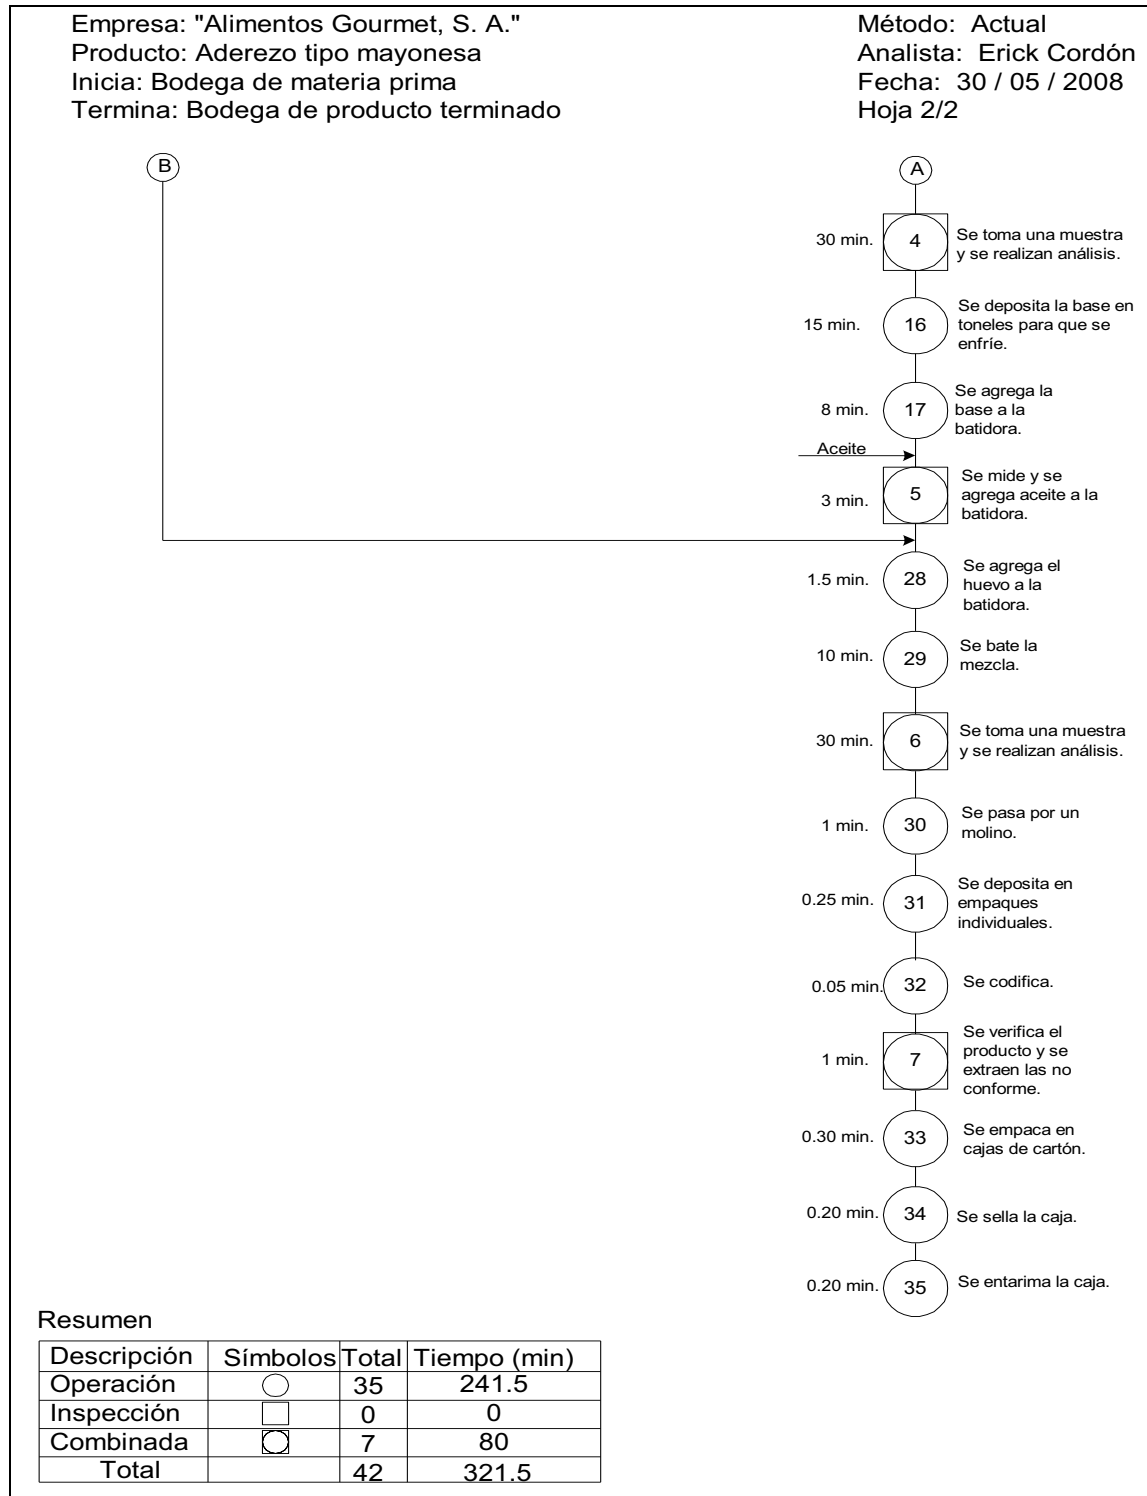 Empresa: "Alimentos Gourmet, S. A."
Producto: Aderezo tipo mayonesa
Inicia: Bodega de materia prima
Termina: Bodega de producto terminado
Método: Actual
Analista: Erick Cordón
Fecha: 30 / 05 / 2008
Hoja 2/2
B
A
30 min.
4
Se toma una muestra
y se realizan análisis.
15 min.
16
Se deposita la base en
toneles para que se
enfríe.
8 min.
17
Se agrega la
base a la
batidora.
Aceite
3 min.
5
Se mide y se
agrega aceite a la
batidora.
1.5 min.
28
Se agrega el
huevo a la
batidora.
10 min.
29
Se bate la
mezcla.
30 min.
6
Se toma una muestra
y se realizan análisis.
1 min.
30
Se pasa por un
molino.
0.25 min.
31
Se deposita en
empaques
individuales.
0.05 min.
32
Se codifica.
1 min.
7
Se verifica el
producto y se
extraen las no
conforme.
0.30 min.
33
Se empaca en
cajas de cartón.
0.20 min.
34
Se sella la caja.
0.20 min.
35
Se entarima la caja.
Resumen
Descripción Símbolos Total Tiempo (min)
Operación 35 241.5
Inspección 0 0
Combinada 7 80
Total 42 321.5